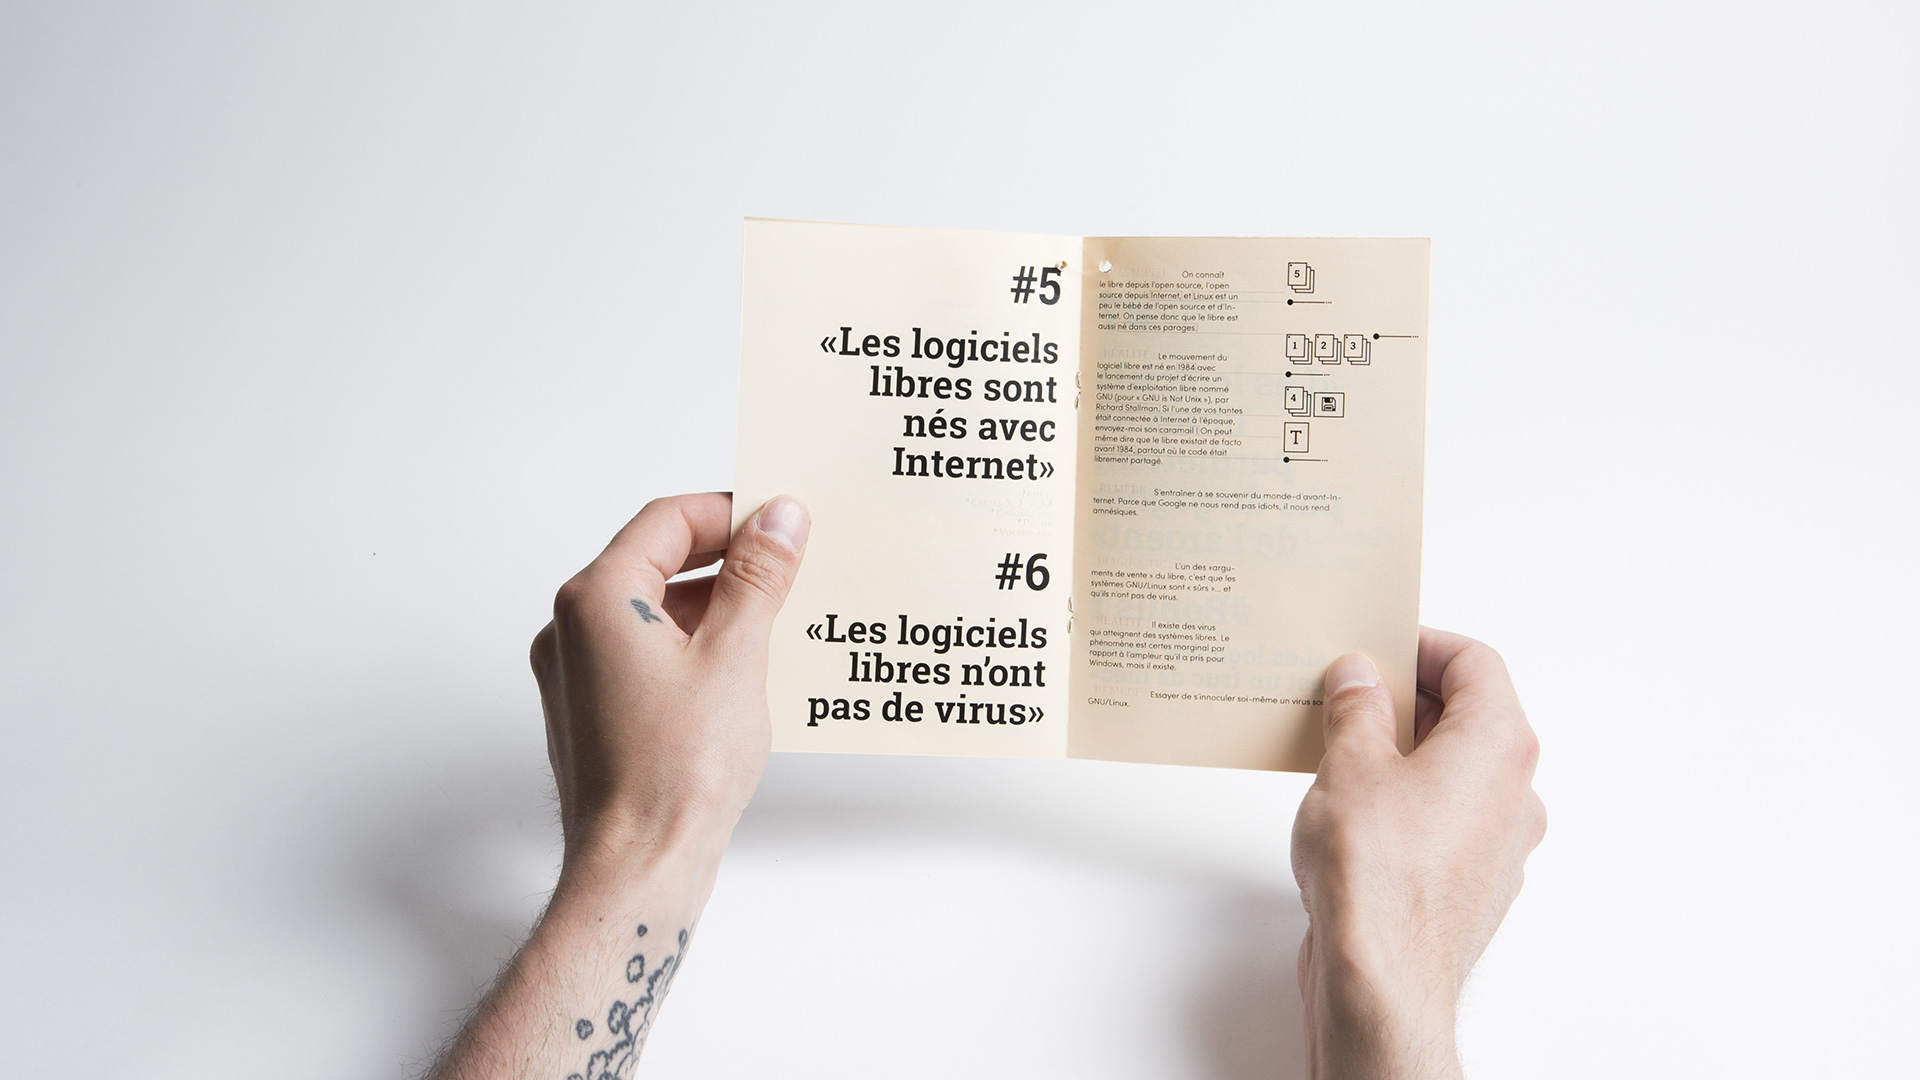 #5
«Les logiciels
libres sont
nés avec
Internet»
#6
«Les logiciels
libres n’ont
pas de virus»
On connaît
le libre depuis l’open source, l’open
source depuis Internet, et Linux est un
peu le bébé de l’open source et d’In-
ternet. On pense donc que le libre est
aussi né dans ces parages.
Le mouvement du
logiciel libre est né en 1984 avec
le lancement du projet d’écrire un
système d’exploitation libre nommé
GNU (pour « GNU is Not Unix »), par
Richard Stallman. Si l’une de vos tantes
était connectée à Internet à l’époque,
envoyez-moi son caramail ! On peut
même dire que le libre existait de facto
avant 1984, partout où le code était
librement partagé.
S’entraîner à se souvenir du monde-d’avant-In-
ternet. Parce que Google ne nous rend pas idiots, il nous rend
amnésiques.
L’un des «argu-
ments de vente » du libre, c’est que les
systèmes GNU/Linux sont « sûrs »... et
qu’ils n’ont pas de virus.
Il existe des virus
qui atteignent des systèmes libres. Le
phénomène est certes marginal par
rapport à l’ampleur qu’il a pris pour
Windows, mais il existe.
Essayer de s’innoculer soi-même un virus
GNU/Linux.
5
1 2 3
4
T